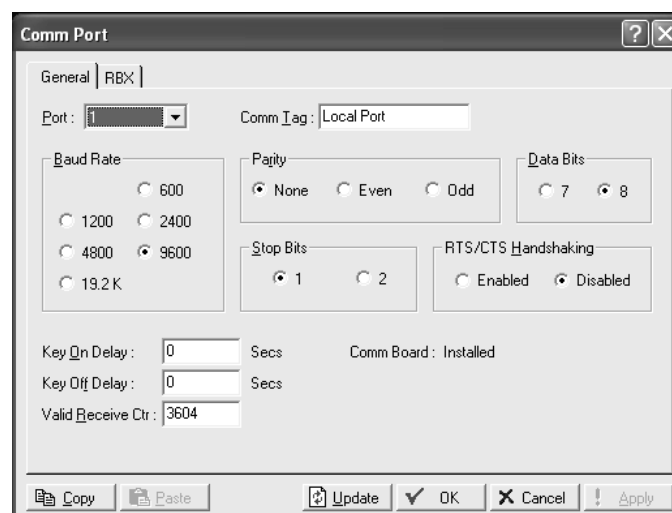 Comm Port
General RBX
Port : 1 Comm Tag : Local Port
Baud Rate Parity Data Bits
600 None Even Odd 7 8
1200 2400
4800 9600 Stop Bits RTS/CTS Handshaking
19.2 K 1 2 Enabled Disabled
Key On Delay : 0 Secs Comm Board : Installed
Key Off Delay : 0 Secs
Valid Receive Ctr : 3604
Copy Paste Update OK Cancel Apply